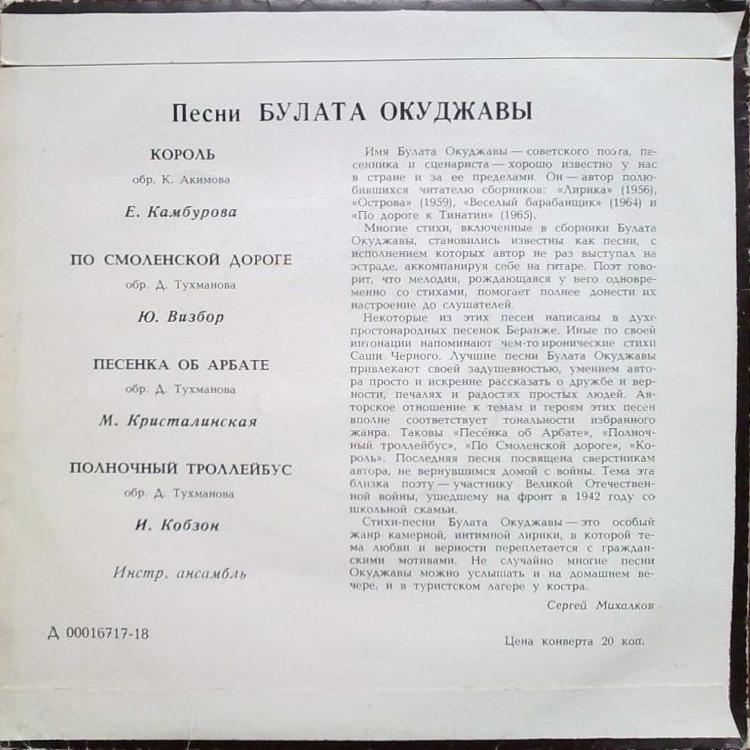 Песни БУЛАТА ОКУДЖАВЫ
КОРОЛЬ
обр. К. Акимова
Е. Камбурова
ПО СМОЛЕНСКОЙ ДОРОГЕ
обр. Д. Тухманова
Ю. Визбор
ПЕСЕНКА ОБ АРБАТЕ
обр. Д. Тухманова
М. Кристалинская
ПОЛНОЧНЫЙ ТРОЛЛЕЙБУС
обр. Д. Тухманова
И. Кобзон
Инстр. ансамбль
Д 00016717-18
Имя Булата Окуджавы — советского поэта, пе-
сенника и сценариста — хорошо известно у нас
в стране и за ее пределами. Он — автор полю-
бившихся читателю сборников: «Лирика» (1956),
«Острова» (1959), «Веселый барабанщик» (1964) и
«По дороге к Тинатин» (1965).
Многие стихи, включенные в сборники Булата
Окуджавы, становились известны как песни, с
исполнением которых автор не раз выступал на
эстраде, аккомпанируя себе на гитаре. Поэт гово-
рит, что мелодия, рождающаяся у него одновре-
менно со стихами, помогает полнее донести их
настроение до слушателей.
Некоторые из этих песен написаны в духе
простонародных песенок Беранже. Иные по своей
интонации напоминают чем-то иронические стихи
Саши Черного. Лучшие песни Булата Окуджавы
привлекают своей задушевностью, умением авто-
ра просто и искренне рассказать о дружбе и вер-
ности, печалях и радостях простых людей. Ав-
торское отношение к темам и героям этих песен
вполне соответствует тональности избранного
жанра. Таковы «Песе́нка об Арбате», «Полноч-
ный троллейбус», «По Смоленской дороге», «Ко-
роль». Последняя песня посвящена сверстникам
автора, не вернувшимся домой с войны. Тема эта
близка поэту — участнику Великой Отечествен-
ной войны, ушедшему на фронт в 1942 году со
школьной скамьи.
Стихи-песни Булата Окуджавы — это особый
жанр камерной, интимной лирики, в которой те-
ма любви и верности переплетается с граждан-
скими мотивами. Не случайно многие песни
Окуджавы можно услышать и на домашнем ве-
чере, и в туристском лагере у костра.
Сергей Михалков
Цена конверта 20 коп.